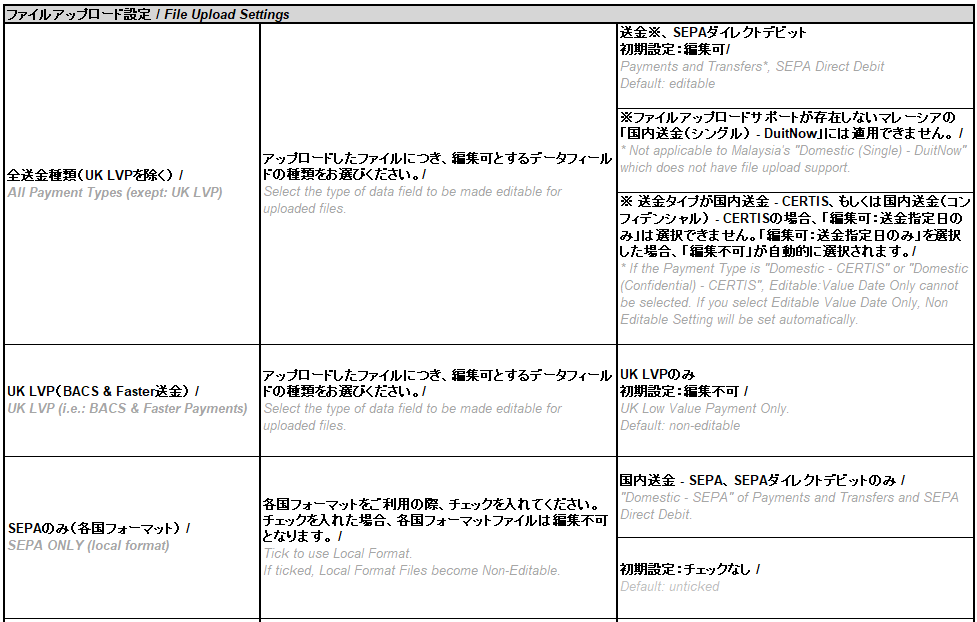 ファイルアップロード設定 / File Upload Settings
全送金種類（UK LVPを除く） /
All Payment Types (exept: UK LVP)
アップロードしたファイルにつき、編集可とするデータフィール
ドの種類をお選びください。/
Select the type of data field to be made editable for
uploaded files.
送金※、SEPAダイレクトデビット
初期設定：編集可/
Payments and Transfers*, SEPA Direct Debit
Default: editable
※ファイルアップロードサポートが存在しないマレーシアの
「国内送金（シングル） - DuitNow」には適用できません。 /
* Not applicable to Malaysia's "Domestic (Single) - DuitNow"
which does not have file upload support.
※ 送金タイプが国内送金 - CERTIS、もしくは国内送金（コン
フィデンシャル） - CERTISの場合、「編集可：送金指定日の
み」は選択できません。「編集可：送金指定日のみ」を選択
した場合、「編集不可」が自動的に選択されます。/
* If the Payment Type is "Domestic - CERTIS" or "Domestic
(Confidential) - CERTIS", Editable:Value Date Only cannot
be selected. If you select Editable Value Date Only, Non
Editable Setting will be set automatically.
UK LVP（BACS & Faster送金） /
UK LVP (i.e.: BACS & Faster Payments)
アップロードしたファイルにつき、編集可とするデータフィール
ドの種類をお選びください。/
Select the type of data field to be made editable for
uploaded files.
UK LVPのみ
初期設定：編集不可 /
UK Low Value Payment Only.
Default: non-editable
SEPAのみ（各国フォーマット） /
SEPA ONLY (local format)
各国フォーマットをご利用の際、チェックを入れてください。
チェックを入れた場合、各国フォーマットファイルは編集不可
となります。 /
Tick to use Local Format.
If ticked, Local Format Files become Non-Editable.
国内送金 - SEPA、SEPAダイレクトデビットのみ /
"Domestic - SEPA" of Payments and Transfers and SEPA
Direct Debit.
初期設定：チェックなし /
Default: unticked